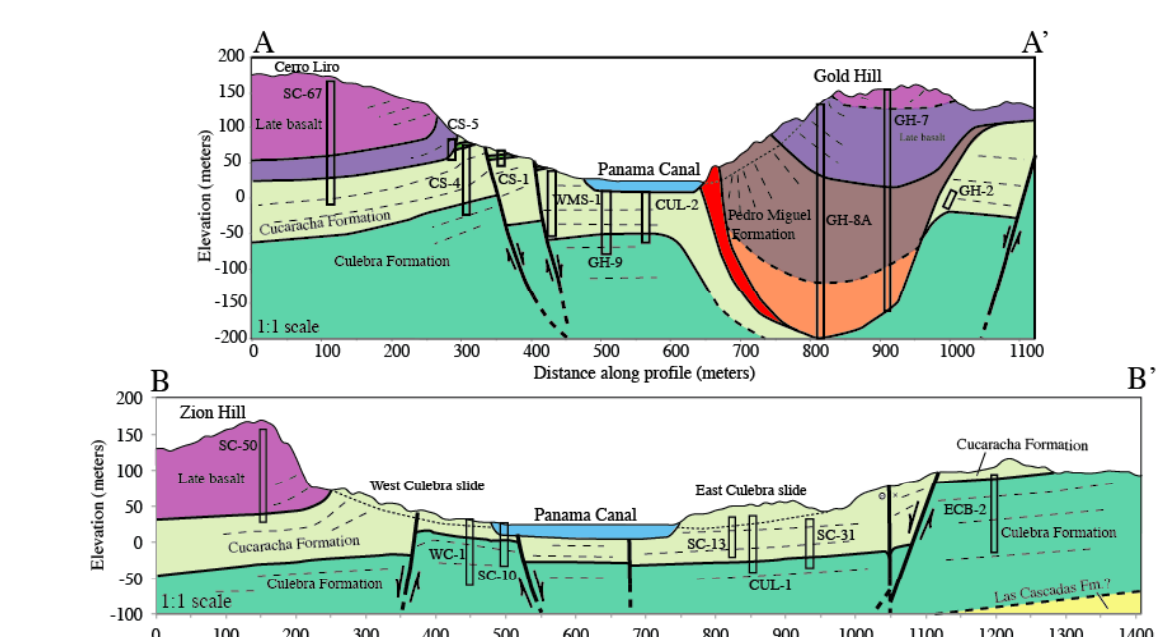 A A'
200
150
100
50
0
-50
-100
-150
-200
Elevation (meters)
Cerro Liro
SC-67
Late basalt
CS-5
CS-4
CS-1
Cucaracha Formation
Culebra Formation
WMS-1
Panama Canal
CUL-2
GH-9
Gold Hill
GH-7
Late basalt
Pedro Miguel
Formation
GH-8A
GH-2
1:1 scale
0 100 200 300 400 500 600 700 800 900 1000 1100
Distance along profile (meters)
B B'
200
150
100
50
0
-50
-100
Elevation (meters)
Zion Hill
SC-50
Late basalt
West Culebra slide
Panama Canal
East Culebra slide
Cucaracha Formation
Cucaracha Formation
Culebra Formation
WC-1
SC-10
SC-13
CUL-1
SC-31
ECB-2
Culebra Formation
Las Cascadas Fm.?
1:1 scale
0 100 200 300 400 500 600 700 800 900 1000 1100 1200 1300 1400